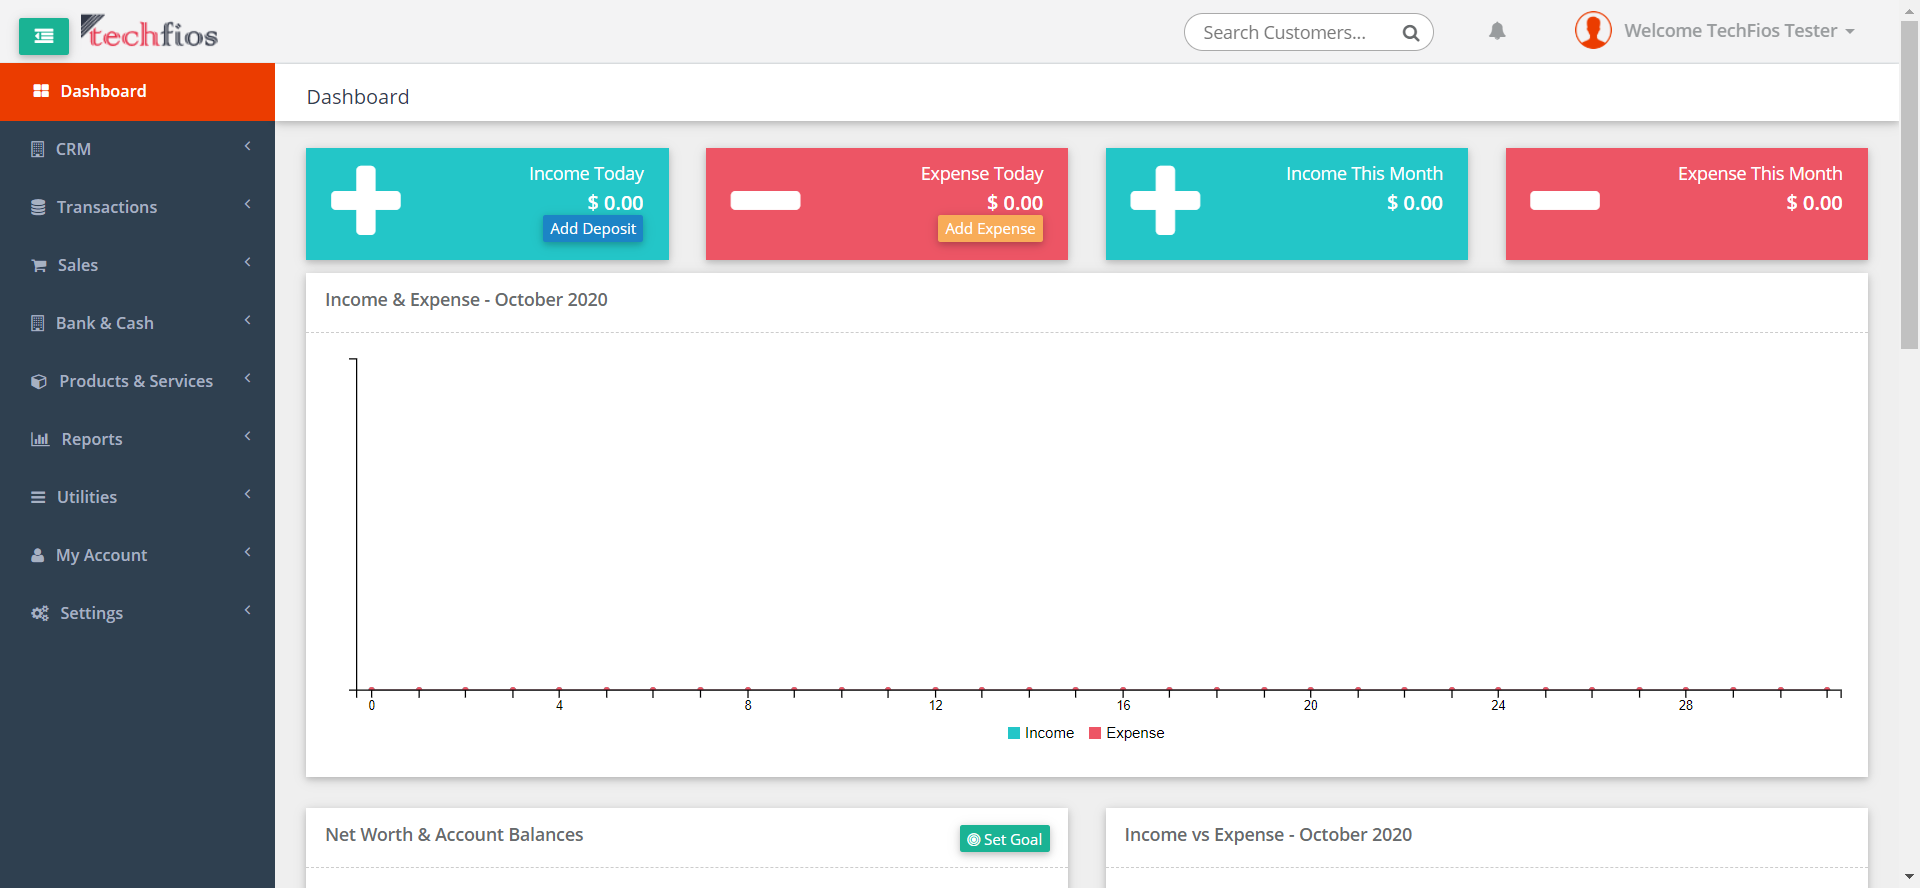 techfios
Search Customers...
Welcome TechFios Tester
Dashboard
CRM
Transactions
Sales
Bank & Cash
Products & Services
Reports
Utilities
My Account
Settings
Dashboard
Income Today
$ 0.00
Add Deposit
Expense Today
$ 0.00
Add Expense
Income This Month
$ 0.00
Expense This Month
$ 0.00
Income & Expense - October 2020
0 4 8 12 16 20 24 28
Income Expense
Net Worth & Account Balances
Set Goal
Income vs Expense - October 2020